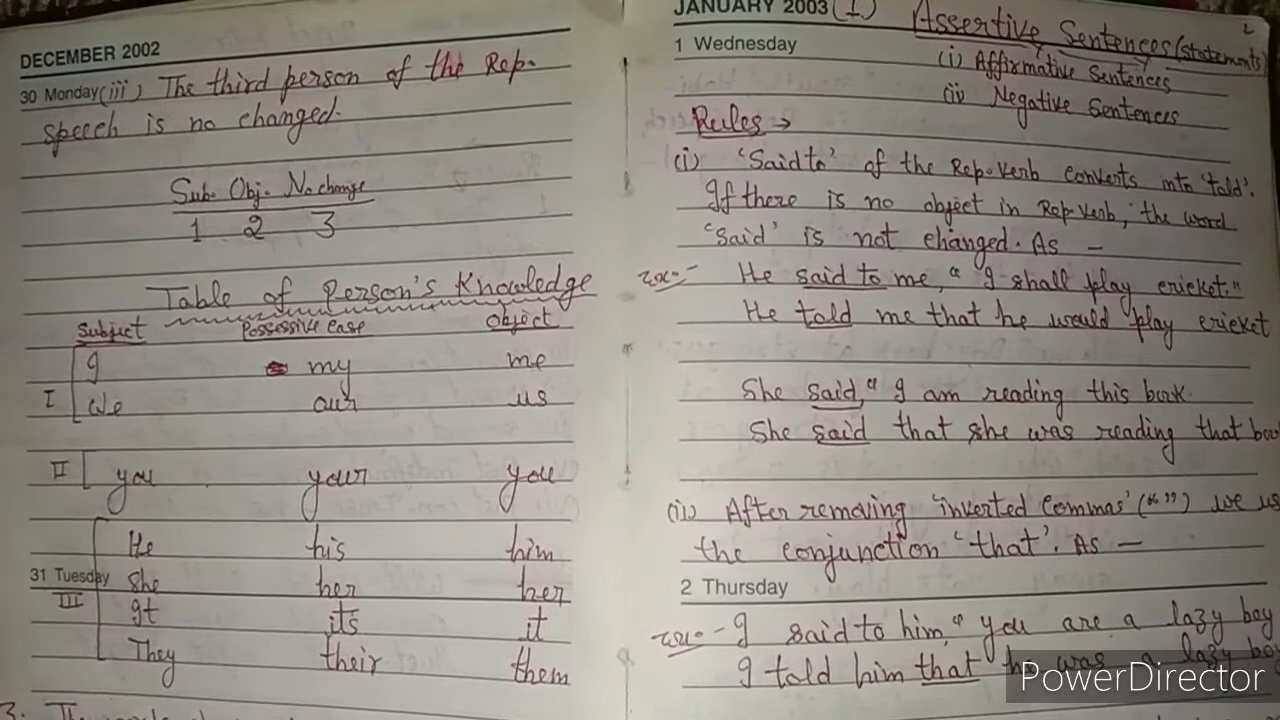 DECEMBER 2002
30 Monday (iii) The third person of the Rep.
speech is no changed.
Sub. Obj. No change
1 2 3
Table of Person's Knowledge
Subject Possessive case object
I my me
I We our us
II you your you
He his him
31 Tuesday She her her
III It its it
They their them
3. The
JANUARY 2003 (I) Assertive Sentences (statements) 2
1 Wednesday (i) Affirmative Sentences
(ii) Negative Sentences
Rules →
(i) 'Said to' of the Rep. verb converts into 'told'.
If there is no object in Rep verb, the word
'said' is not changed. As —
He said to me, "I shall play cricket."
He told me that he would play cricket
She said, "I am reading this book.
She said that she was reading that
(ii) After removing 'inverted commas' (" ") we
the conjunction 'that'. As —
2 Thursday
I said to him, "you are a lazy boy
I told him that he was a lazy
PowerDirector